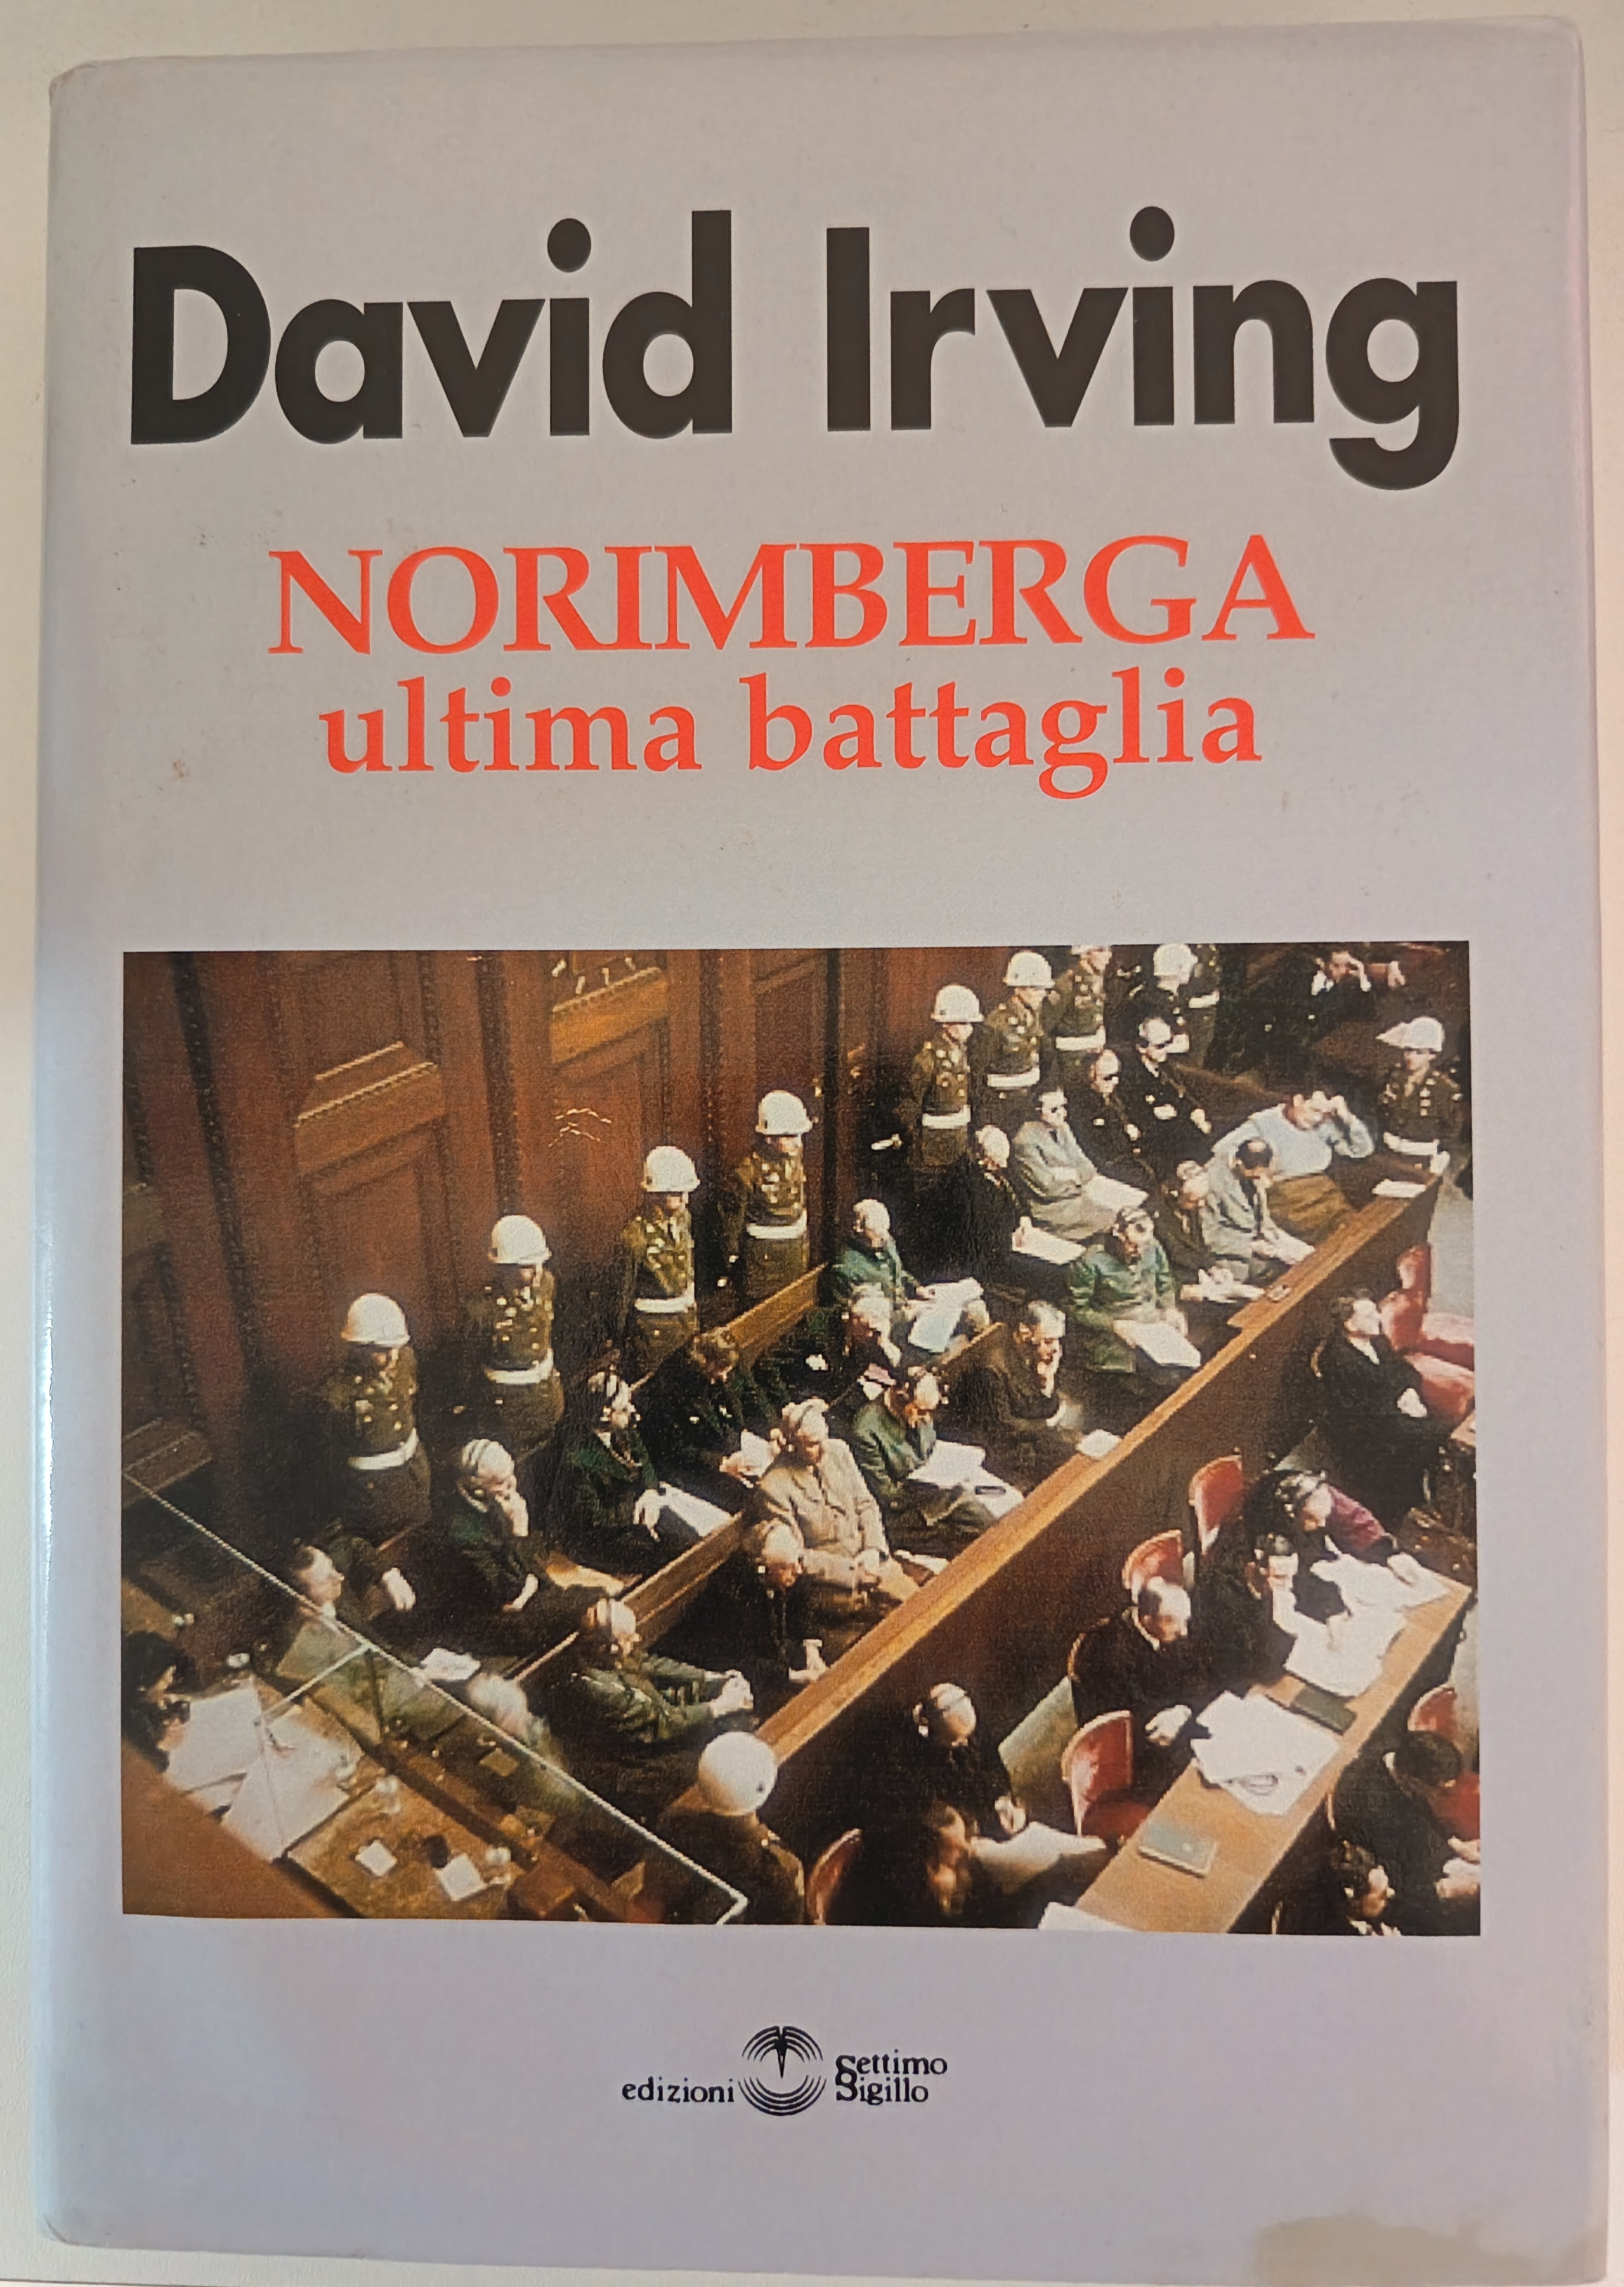 David Irving
NORIMBERGA
ultima battaglia
edizioni Settimo Sigillo